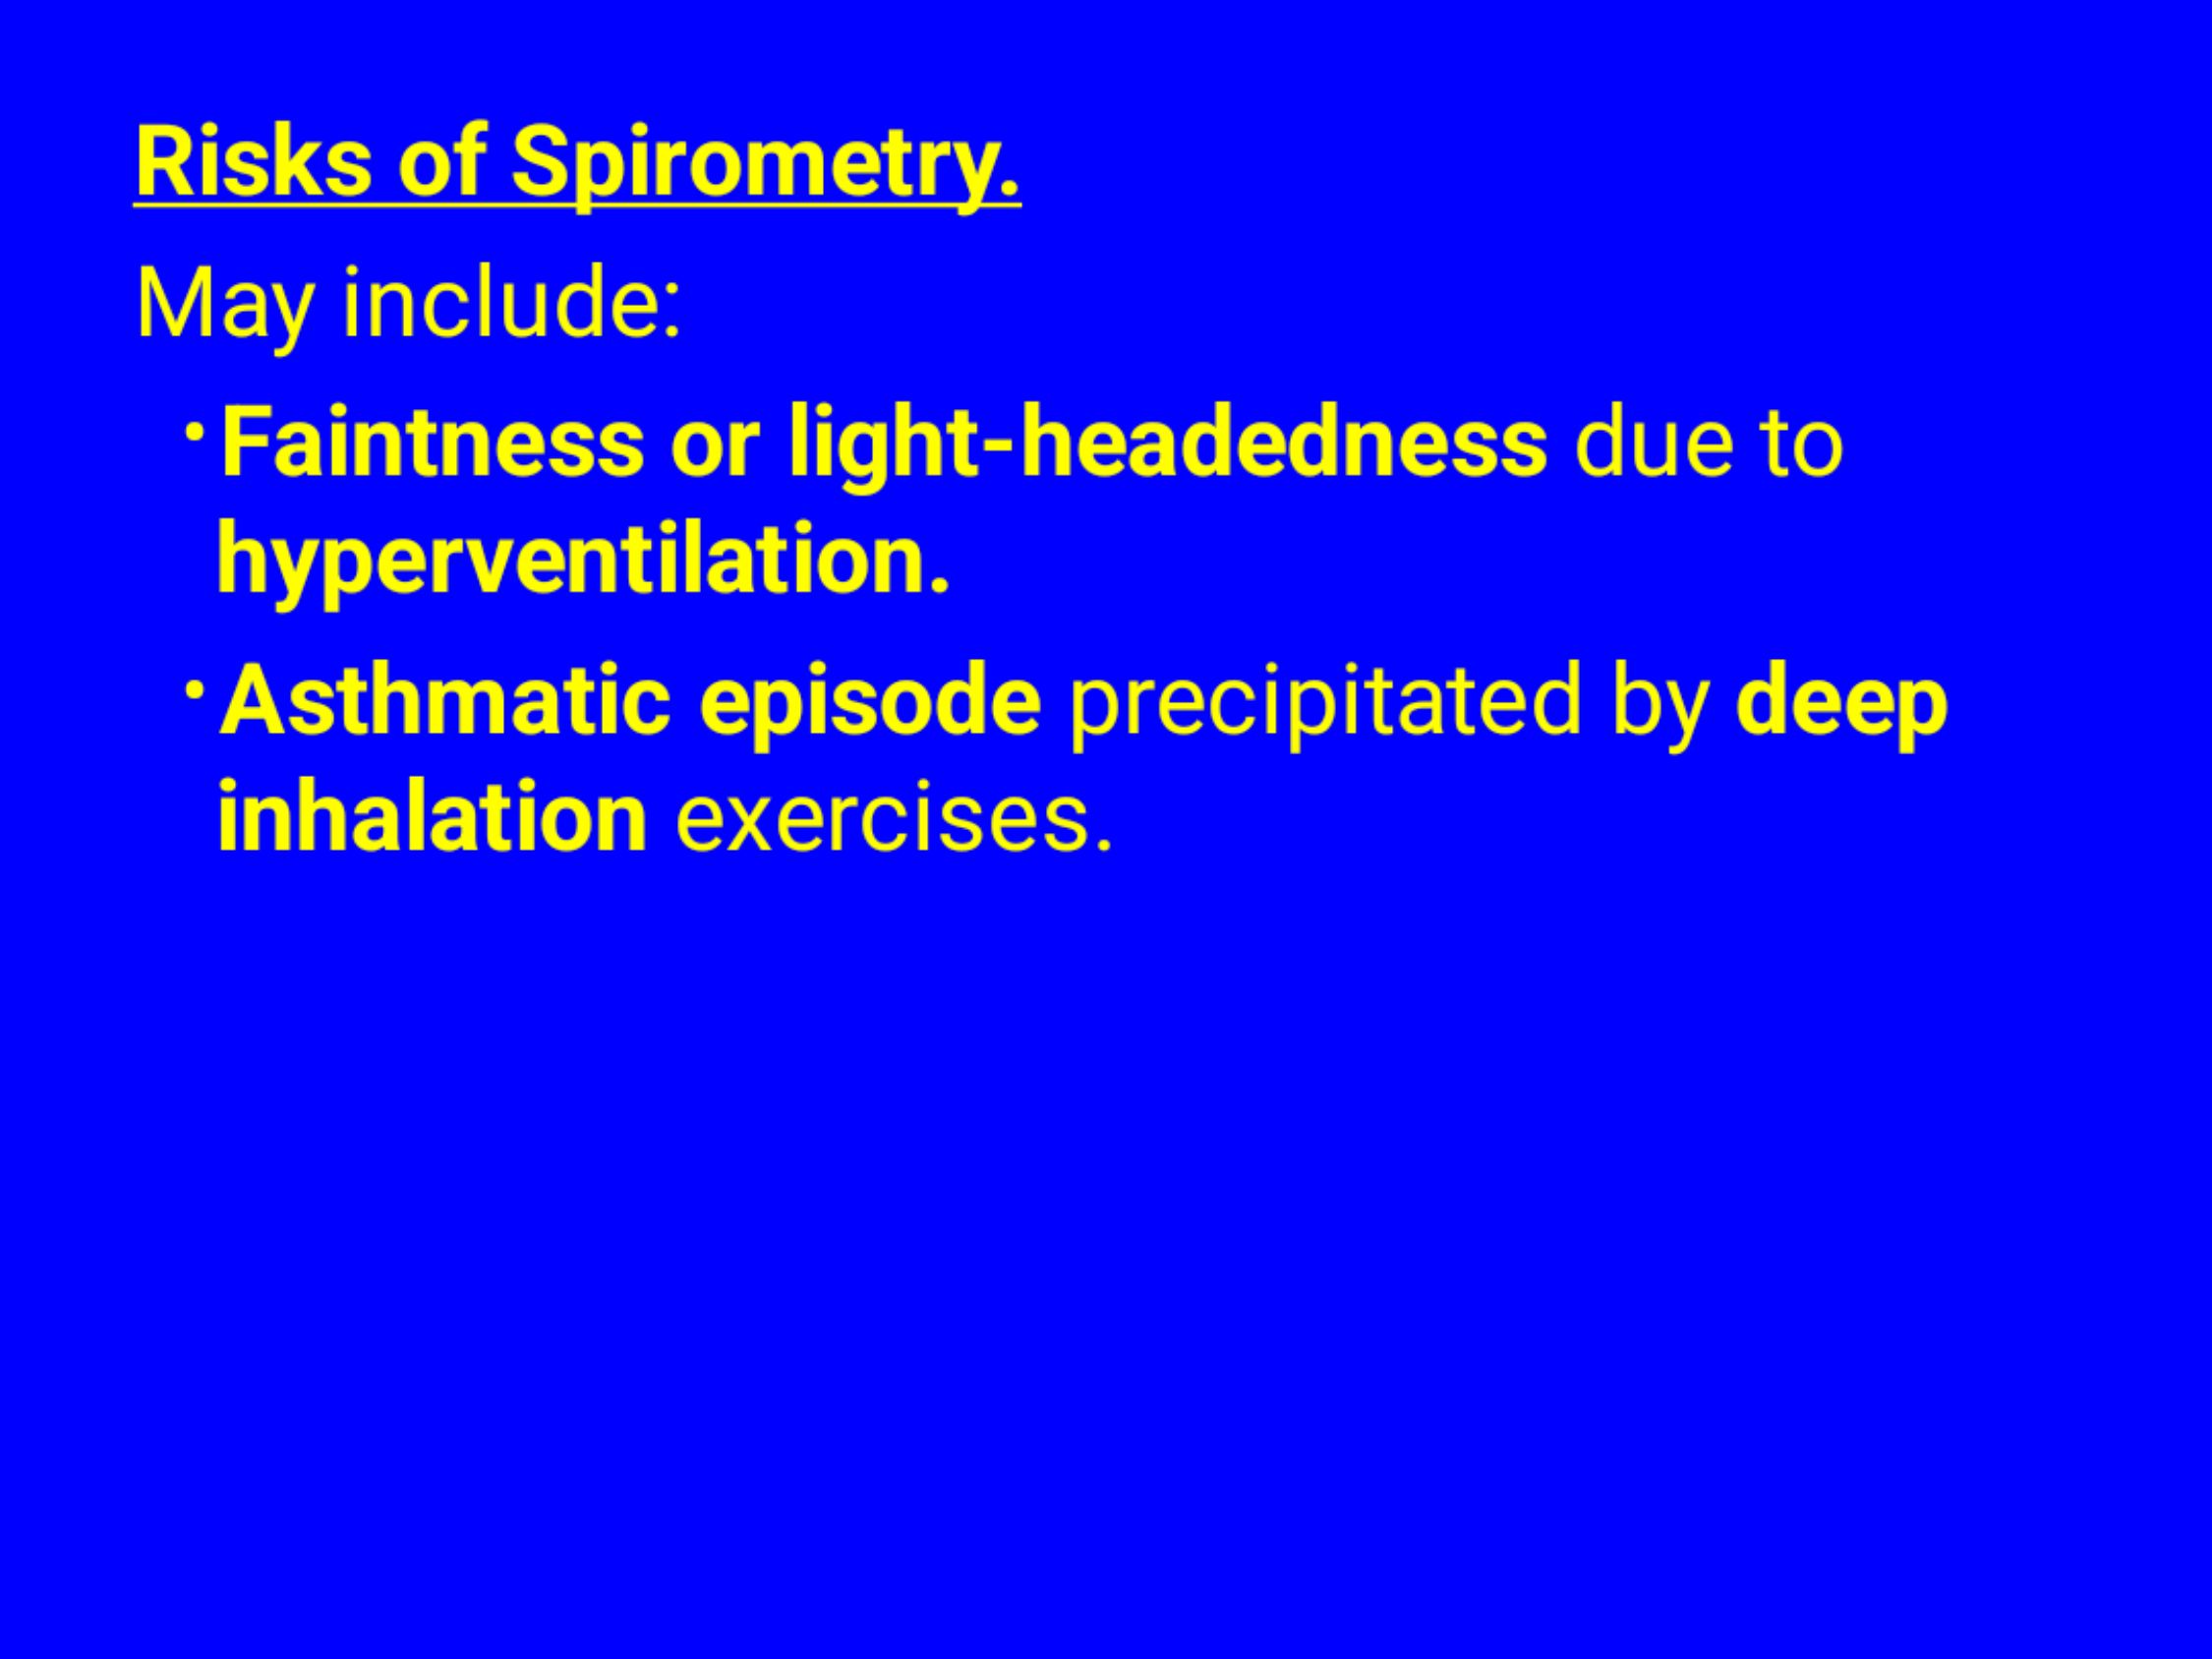 Risks of Spirometry.
May include:
•Faintness or light-headedness due to
hyperventilation.
•Asthmatic episode precipitated by deep
inhalation exercises.